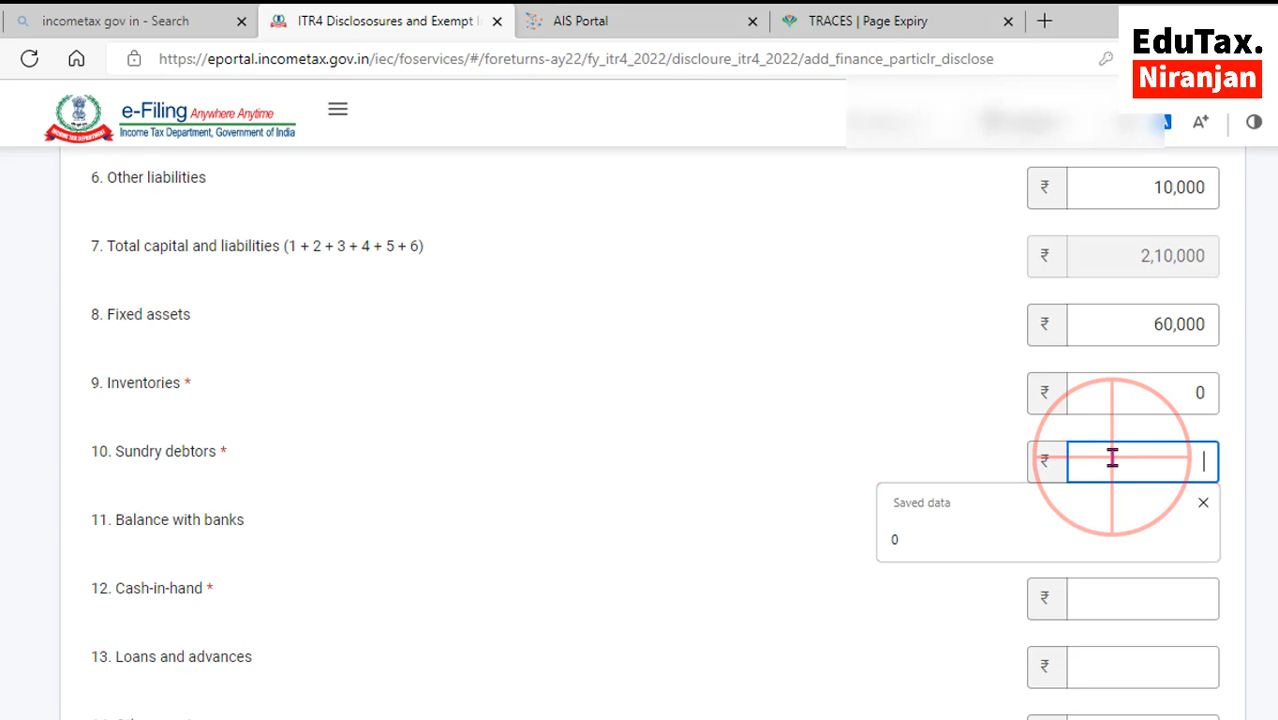 incometax gov in - Search
ITR4 Disclososures and Exempt I
AIS Portal
TRACES | Page Expiry
https://eportal.incometax.gov.in/iec/foservices/#/foreturns-ay22/fy_itr4_2022/discloure_itr4_2022/add_finance_particlr_disclose
EduTax.
Niranjan
e-Filing Anywhere Anytime
Income Tax Department, Government of India
A
A+
6. Other liabilities
₹ 10,000
7. Total capital and liabilities (1 + 2 + 3 + 4 + 5 + 6)
₹ 2,10,000
8. Fixed assets
₹ 60,000
9. Inventories *
₹ 0
10. Sundry debtors *
₹
Saved data
0
11. Balance with banks
12. Cash-in-hand *
₹
13. Loans and advances
₹